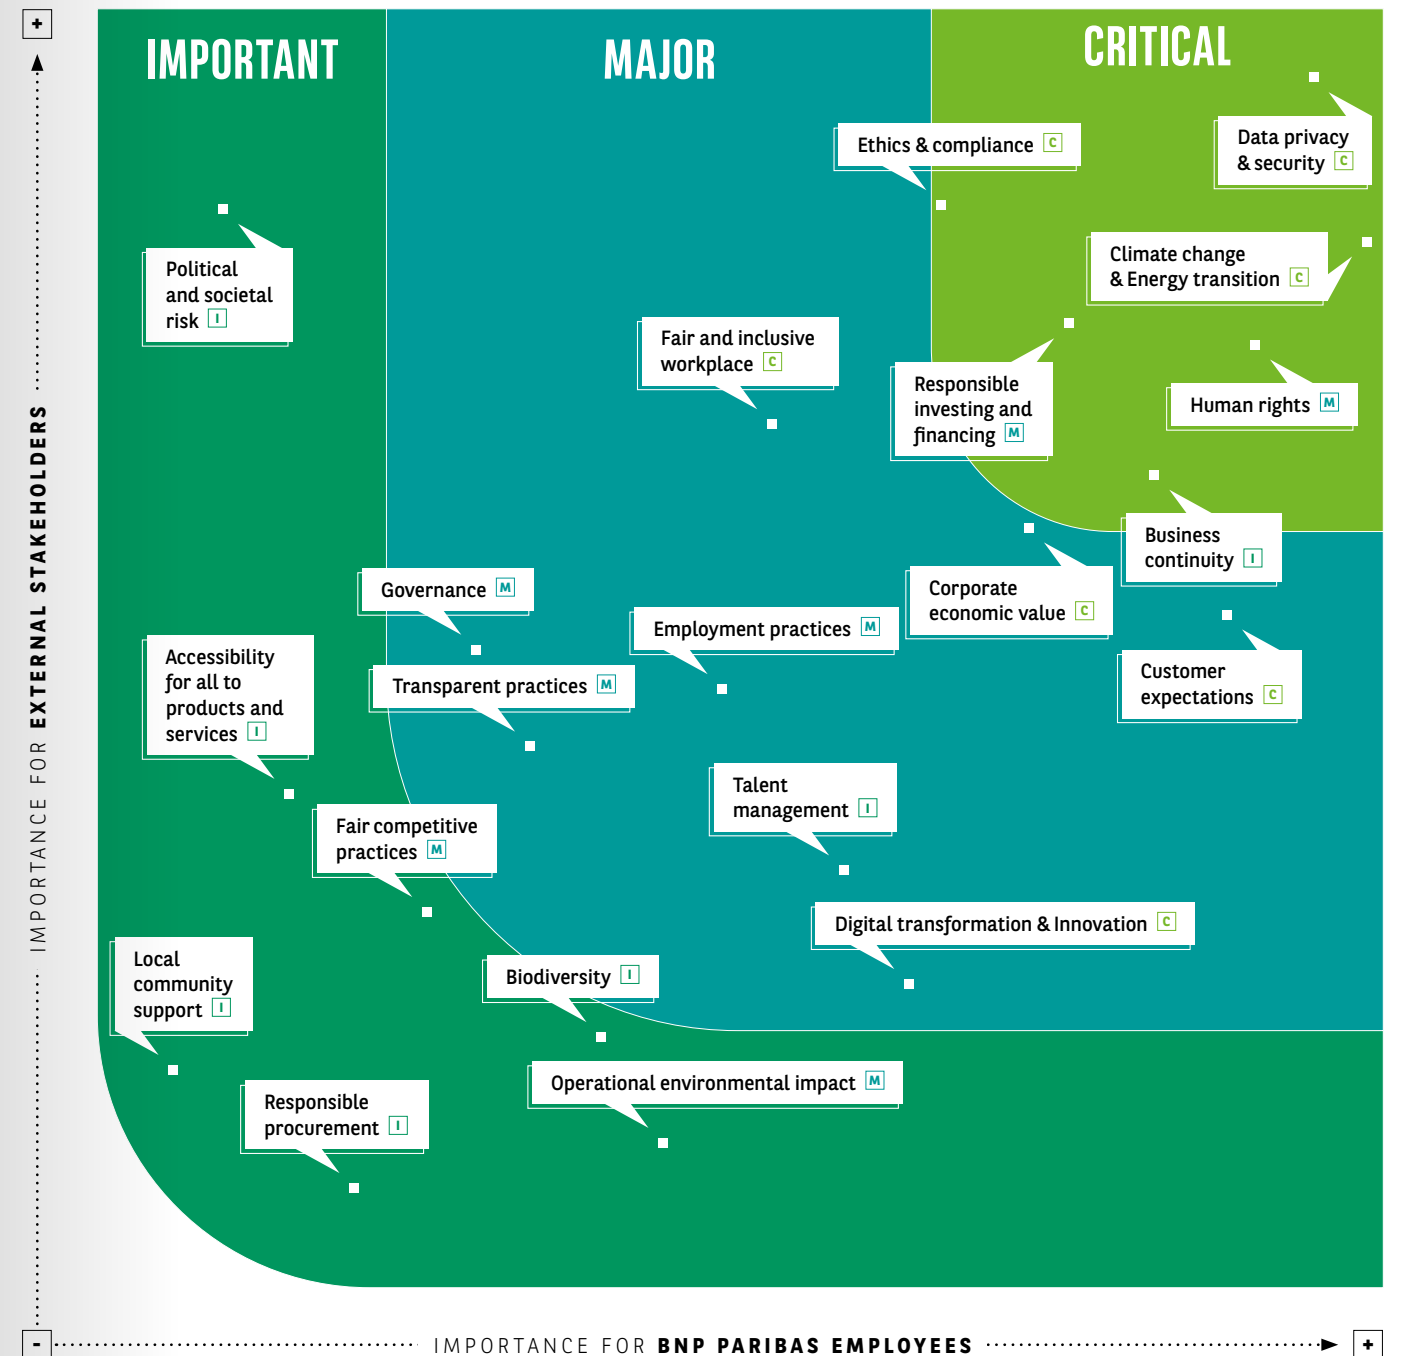 +
IMPORTANT
MAJOR
CRITICAL
Ethics & compliance C
Data privacy
& security C
Political
and societal
risk I
Climate change
& Energy transition C
Fair and inclusive
workplace C
Responsible
investing and
financing M
Human rights M
Business
continuity I
Governance M
Corporate
economic value C
Employment practices M
Accessibility
for all to
products and
services I
Transparent practices M
Customer
expectations C
Talent
management I
Fair competitive
practices M
Digital transformation & Innovation C
Local
community
support I
Biodiversity I
Operational environmental impact M
Responsible
procurement I
IMPORTANCE FOR EXTERNAL STAKEHOLDERS
-
IMPORTANCE FOR BNP PARIBAS EMPLOYEES
+